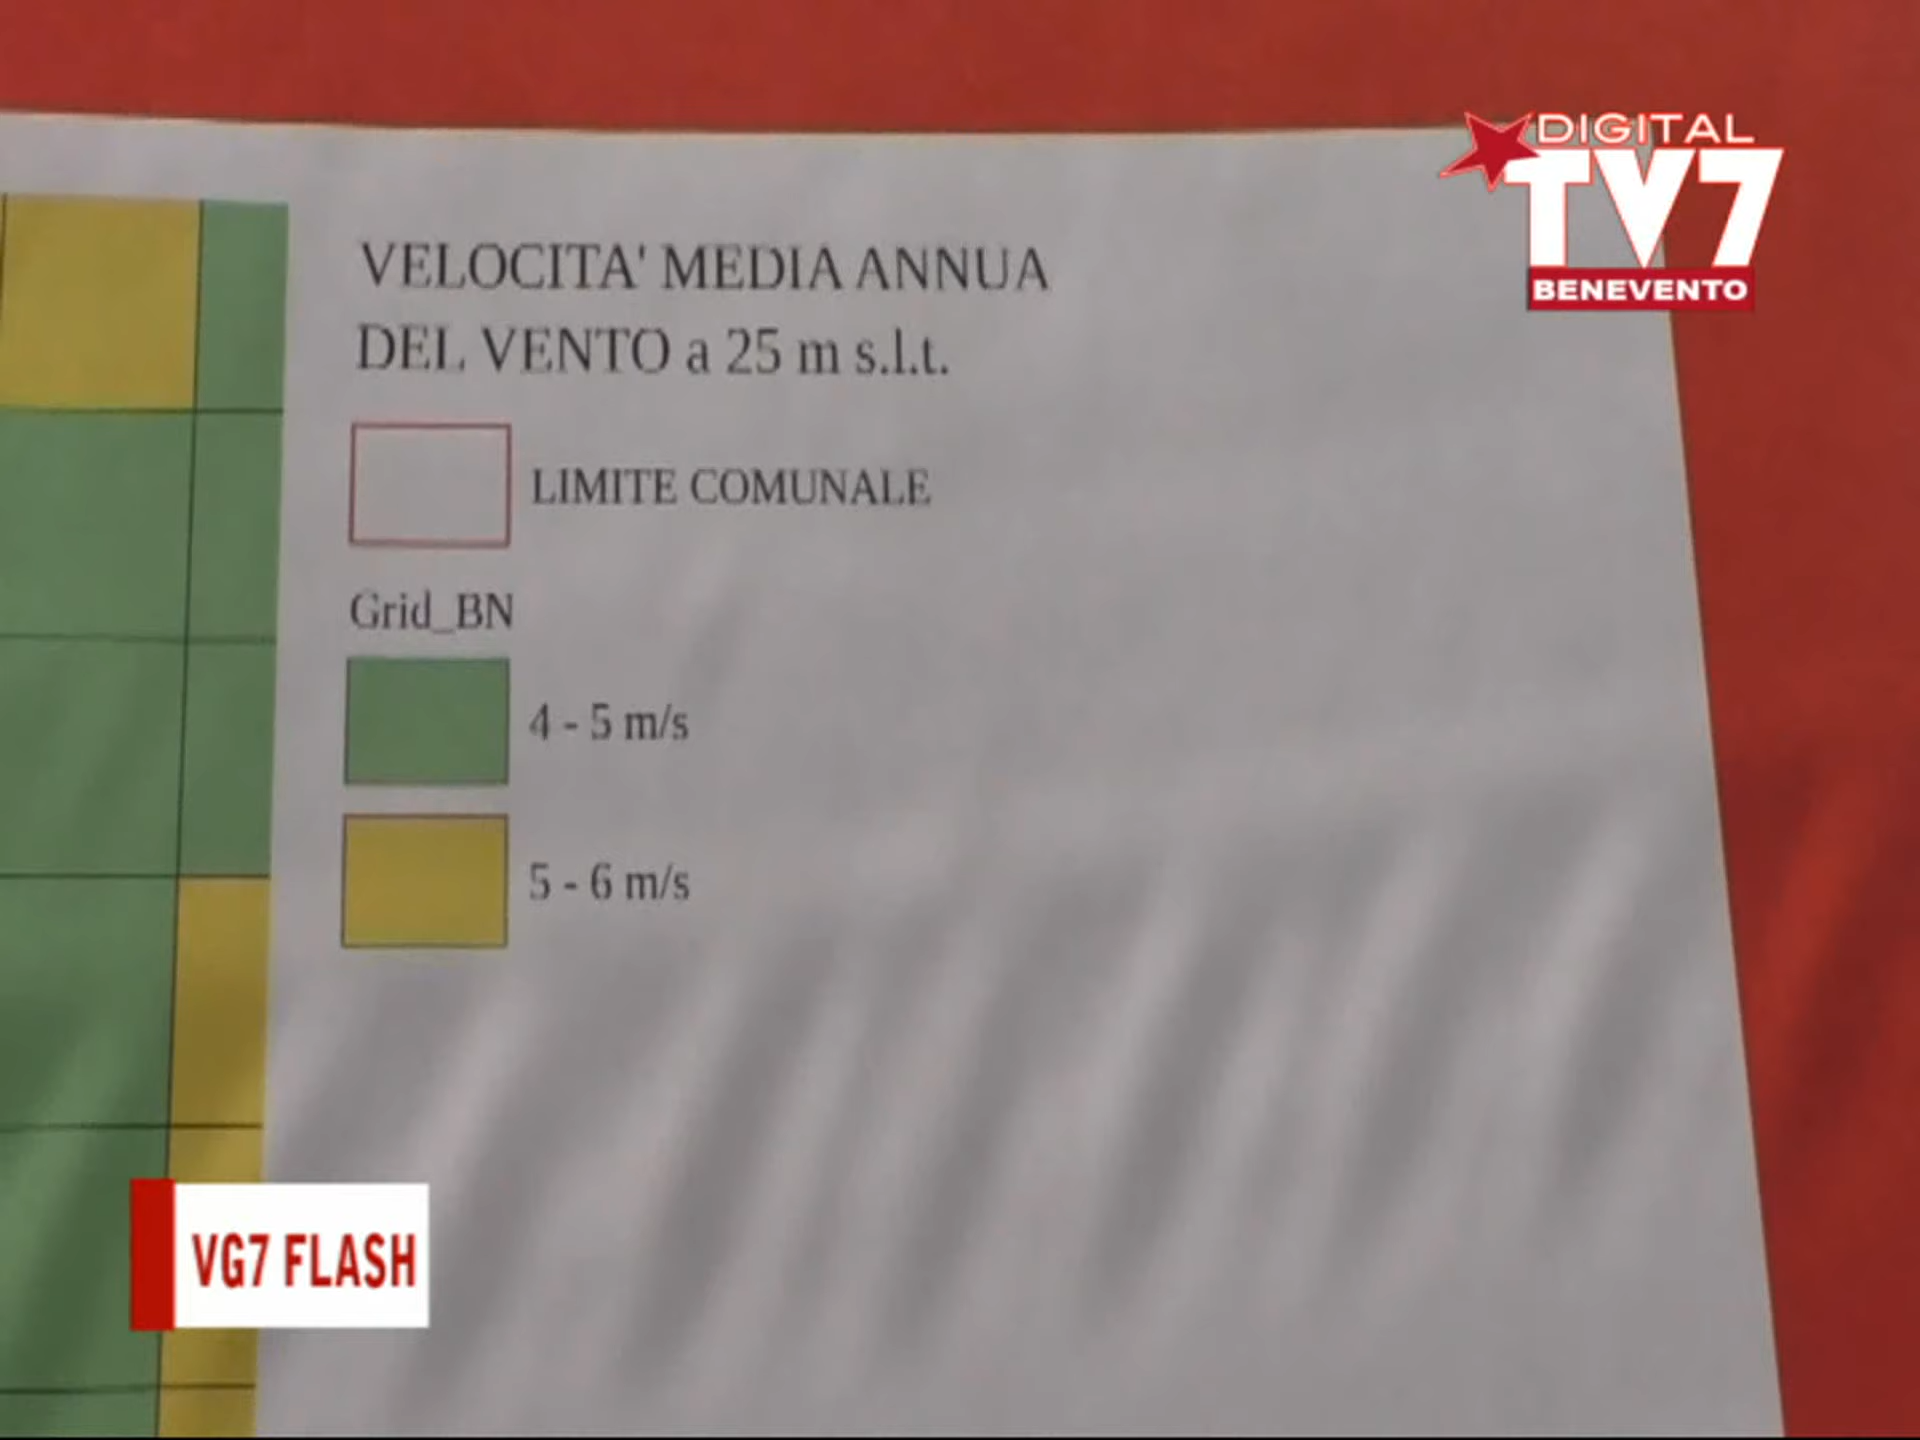 DIGITAL
TV7
BENEVENTO
VELOCITA' MEDIA ANNUA
DEL VENTO a 25 m s.l.t.
LIMITE COMUNALE
Grid_BN
4 - 5 m/s
5 - 6 m/s
VG7 FLASH